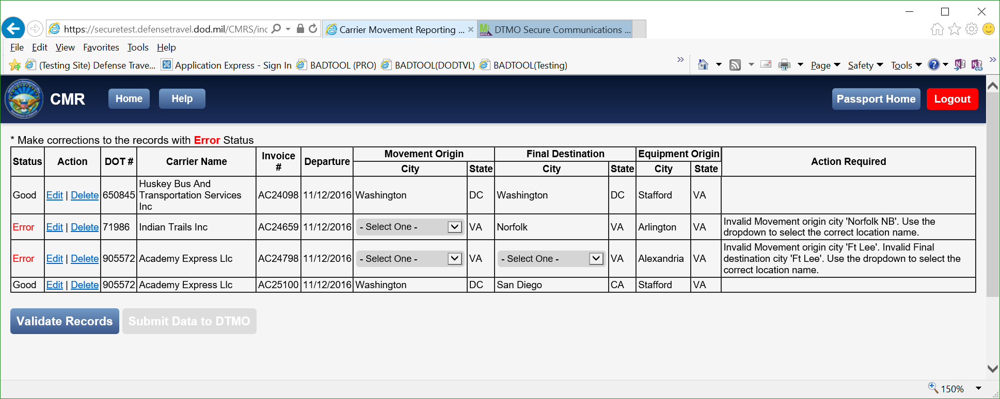 https://securetest.defensetravel.dod.mil/CMRS/inc
Carrier Movement Reporting ...
DTMO Secure Communications ...
File Edit View Favorites Tools Help
(Testing Site) Defense Trave... Application Express - Sign In BADTOOL (PRO) BADTOOL(DODTVL) BADTOOL(Testing) Page Safety Tools
CMR Home Help Passport Home Logout
* Make corrections to the records with Error Status
Status Action DOT # Carrier Name Invoice # Departure Movement Origin Final Destination Equipment Origin Action Required
City State City State City State
Good Edit | Delete 650845 Huskey Bus And Transportation Services Inc AC24098 11/12/2016 Washington DC Washington DC Stafford VA
Error Edit | Delete 71986 Indian Trails Inc AC24659 11/12/2016 - Select One - VA Norfolk VA Arlington VA Invalid Movement origin city 'Norfolk NB'. Use the
dropdown to select the correct location name.
Error Edit | Delete 905572 Academy Express Llc AC24798 11/12/2016 - Select One - VA - Select One - VA Alexandria VA Invalid Movement origin city 'Ft Lee'. Invalid Final
destination city 'Ft Lee'. Use the dropdown to select the
correct location name.
Good Edit | Delete 905572 Academy Express Llc AC25100 11/12/2016 Washington DC San Diego CA Stafford VA
Validate Records Submit Data to DTMO
150%